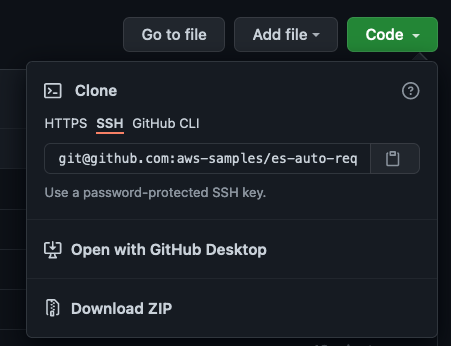 Go to file Add file Code
Clone
HTTPS SSH GitHub CLI
git@github.com:aws-samples/es-auto-req
Use a password-protected SSH key.
Open with GitHub Desktop
Download ZIP